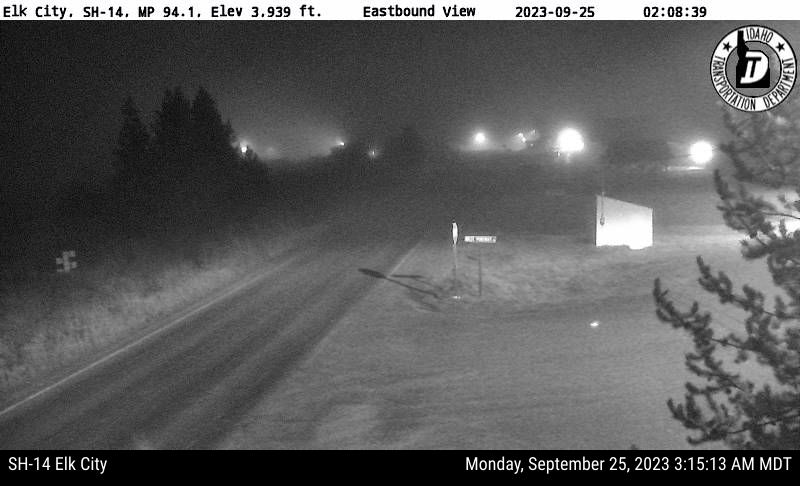 Elk City, SH-14, MP 94.1, Elev 3,939 ft. Eastbound View 2023-09-25 02:08:39
IDAHO
TRANSPORTATION DEPARTMENT
SH-14 Elk City Monday, September 25, 2023 3:15:13 AM MDT